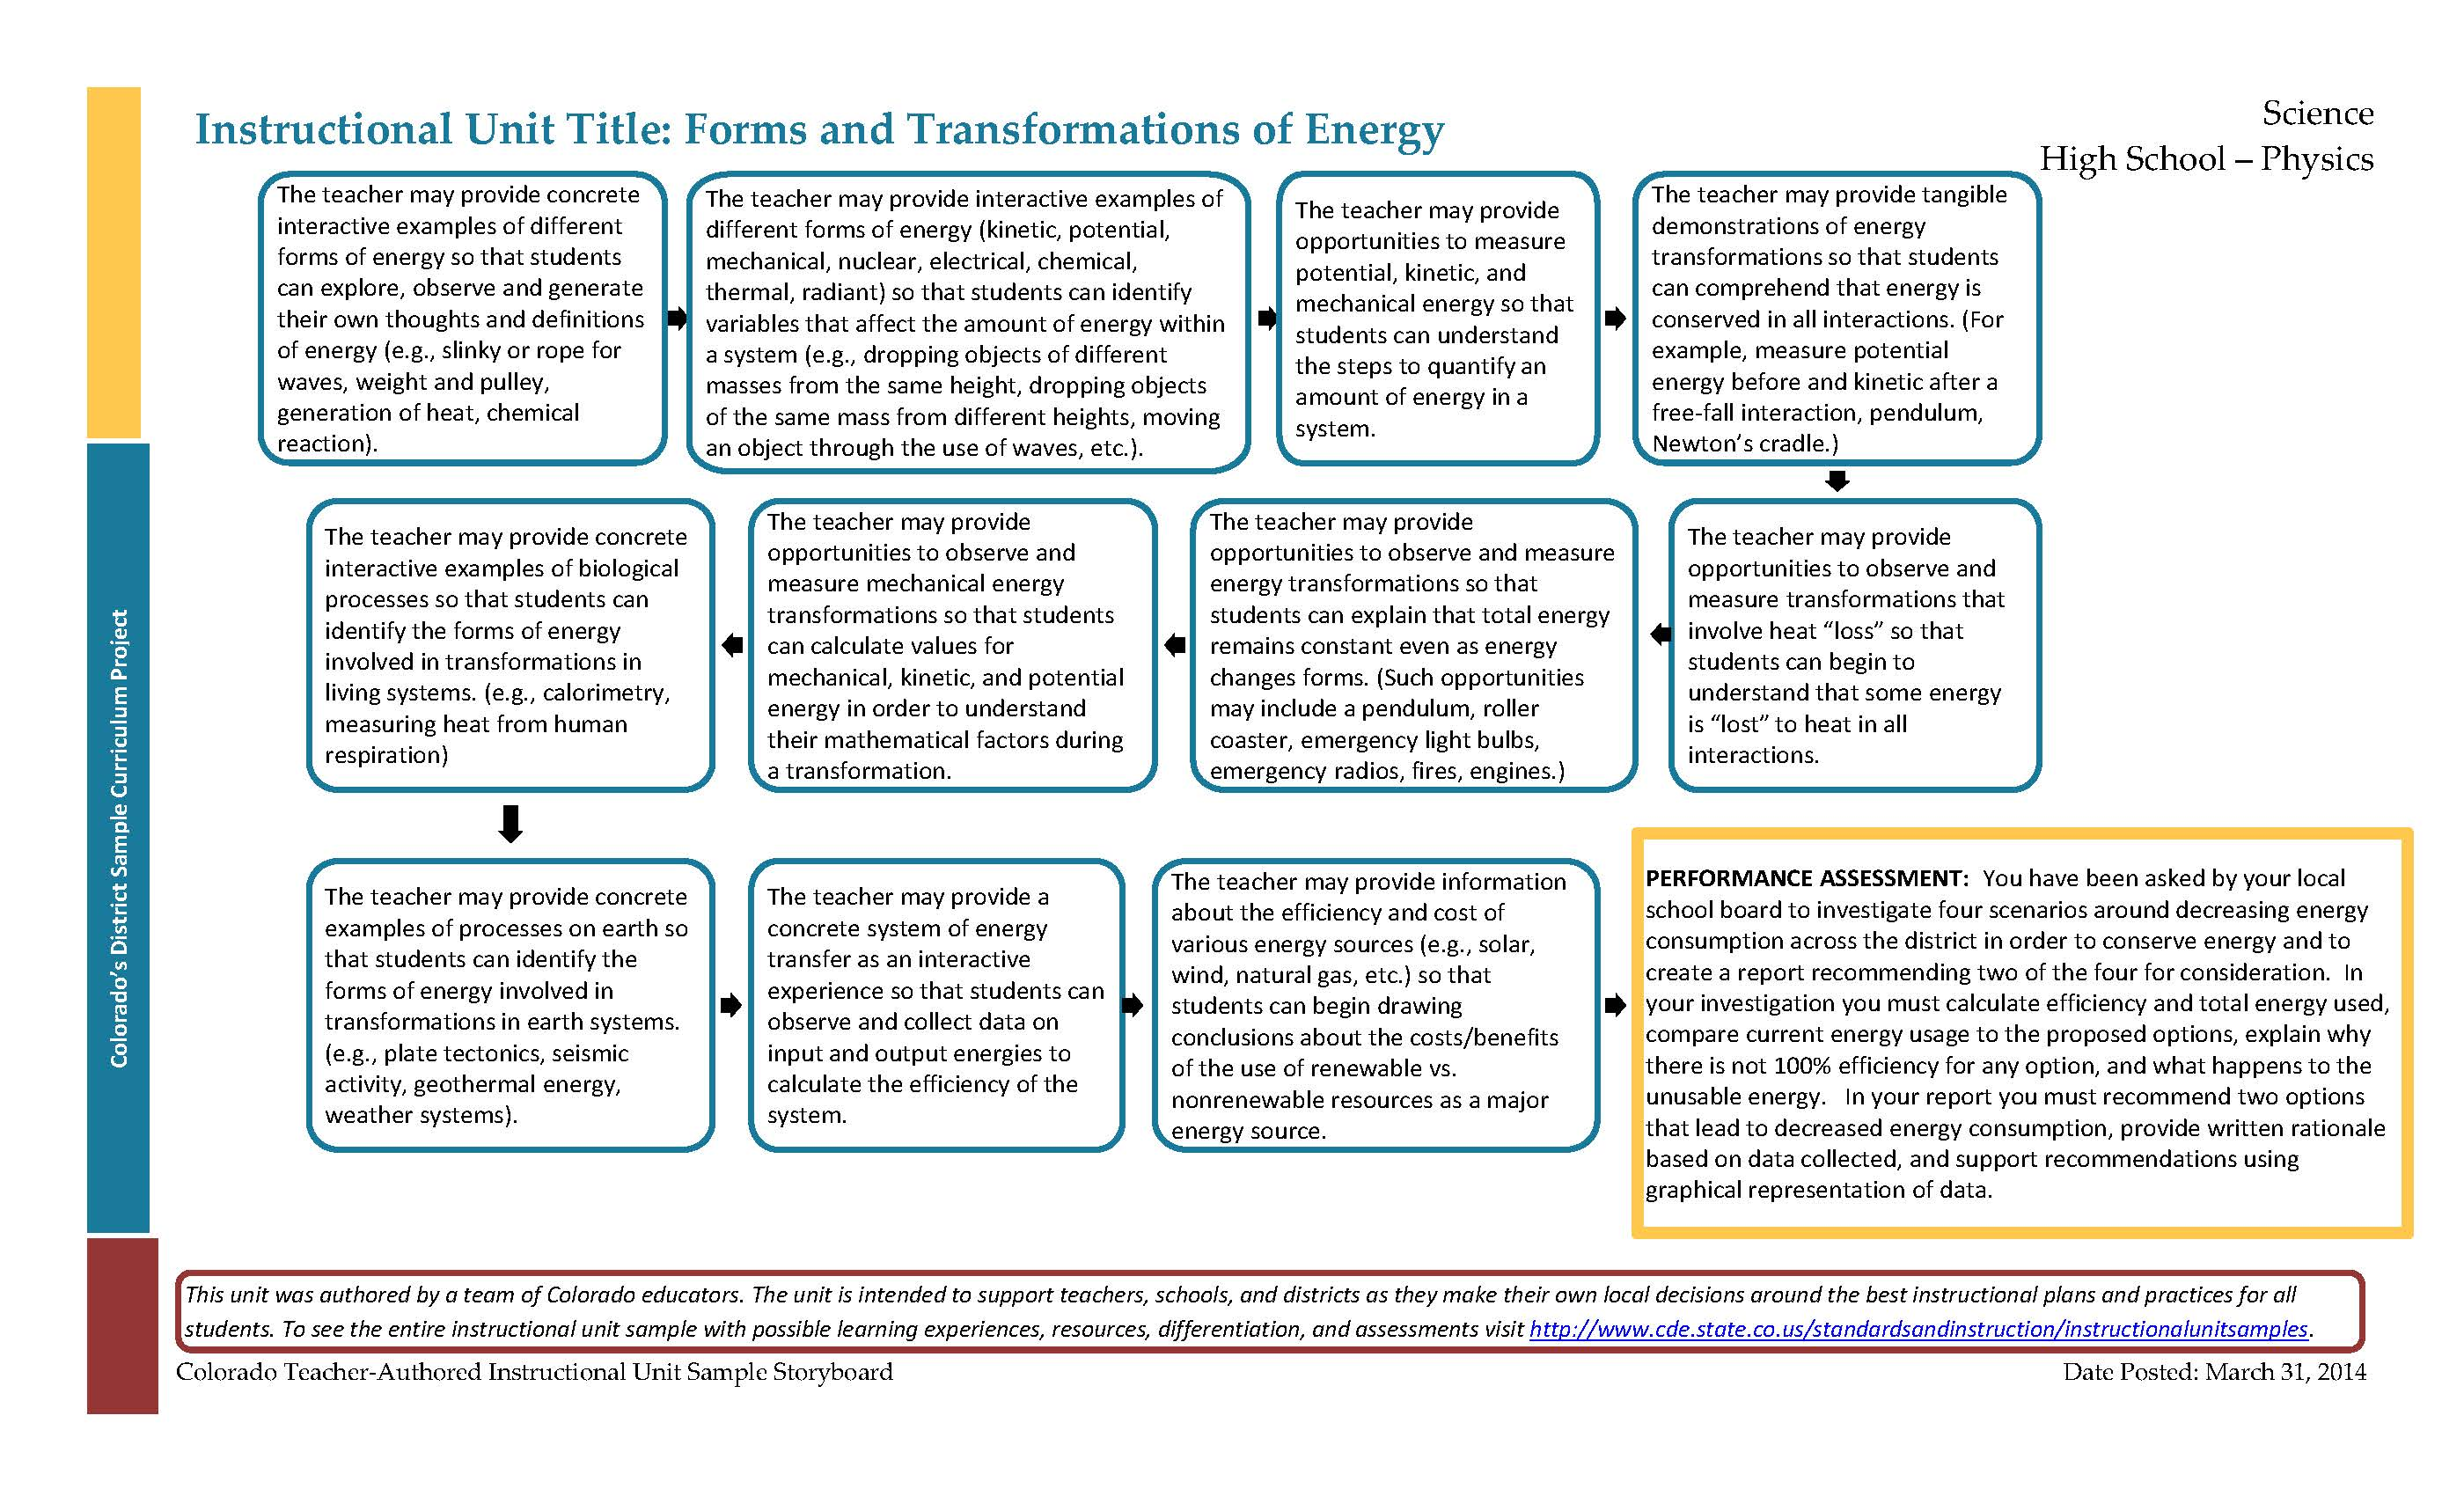 Instructional Unit Title: Forms and Transformations of Energy
Science
High School – Physics
The teacher may provide concrete
interactive examples of different
forms of energy so that students
can explore, observe and generate
their own thoughts and definitions
of energy (e.g., slinky or rope for
waves, weight and pulley,
generation of heat, chemical
reaction).
The teacher may provide interactive examples of
different forms of energy (kinetic, potential,
mechanical, nuclear, electrical, chemical,
thermal, radiant) so that students can identify
variables that affect the amount of energy within
a system (e.g., dropping objects of different
masses from the same height, dropping objects
of the same mass from different heights, moving
an object through the use of waves, etc.).
The teacher may provide
opportunities to measure
potential, kinetic, and
mechanical energy so that
students can understand
the steps to quantify an
amount of energy in a
system.
The teacher may provide tangible
demonstrations of energy
transformations so that students
can comprehend that energy is
conserved in all interactions. (For
example, measure potential
energy before and kinetic after a
free-fall interaction, pendulum,
Newton’s cradle.)
The teacher may provide
opportunities to observe and
measure transformations that
involve heat “loss” so that
students can begin to
understand that some energy
is “lost” to heat in all
interactions.
The teacher may provide
opportunities to observe and measure
energy transformations so that
students can explain that total energy
remains constant even as energy
changes forms. (Such opportunities
may include a pendulum, roller
coaster, emergency light bulbs,
emergency radios, fires, engines.)
The teacher may provide
opportunities to observe and
measure mechanical energy
transformations so that students
can calculate values for
mechanical, kinetic, and potential
energy in order to understand
their mathematical factors during
a transformation.
The teacher may provide concrete
interactive examples of biological
processes so that students can
identify the forms of energy
involved in transformations in
living systems. (e.g., calorimetry,
measuring heat from human
respiration)
The teacher may provide concrete
examples of processes on earth so
that students can identify the
forms of energy involved in
transformations in earth systems.
(e.g., plate tectonics, seismic
activity, geothermal energy,
weather systems).
The teacher may provide a
concrete system of energy
transfer as an interactive
experience so that students can
observe and collect data on
input and output energies to
calculate the efficiency of the
system.
The teacher may provide information
about the efficiency and cost of
various energy sources (e.g., solar,
wind, natural gas, etc.) so that
students can begin drawing
conclusions about the costs/benefits
of the use of renewable vs.
nonrenewable resources as a major
energy source.
PERFORMANCE ASSESSMENT: You have been asked by your local
school board to investigate four scenarios around decreasing energy
consumption across the district in order to conserve energy and to
create a report recommending two of the four for consideration. In
your investigation you must calculate efficiency and total energy used,
compare current energy usage to the proposed options, explain why
there is not 100% efficiency for any option, and what happens to the
unusable energy. In your report you must recommend two options
that lead to decreased energy consumption, provide written rationale
based on data collected, and support recommendations using
graphical representation of data.
Colorado’s District Sample Curriculum Project
This unit was authored by a team of Colorado educators. The unit is intended to support teachers, schools, and districts as they make their own local decisions around the best instructional plans and practices for all
students. To see the entire instructional unit sample with possible learning experiences, resources, differentiation, and assessments visit http://www.cde.state.co.us/standardsandinstruction/instructionalunitsamples.
Colorado Teacher-Authored Instructional Unit Sample Storyboard
Date Posted: March 31, 2014